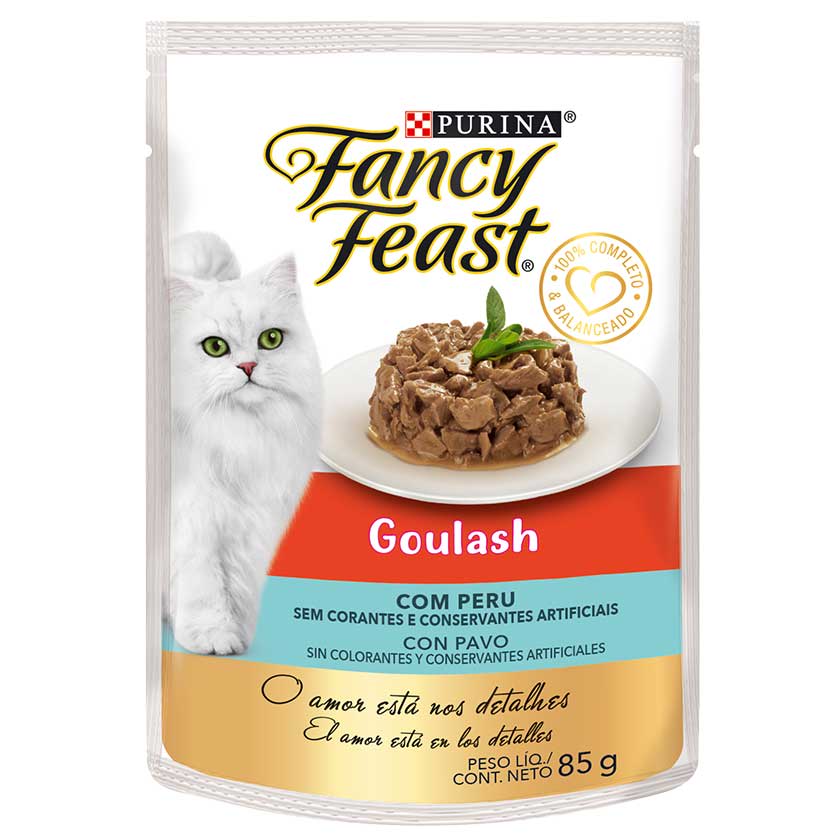 PURINA®
Fancy
Feast®
100% COMPLETO
& BALANCEADO
Goulash
COM PERU
SEM CORANTES E CONSERVANTES ARTIFICIAIS
CON PAVO
SIN COLORANTES Y CONSERVANTES ARTIFICIALES
O amor está nos detalhes
El amor está en los detalles
PESO LÍQ./
CONT. NETO 85 g